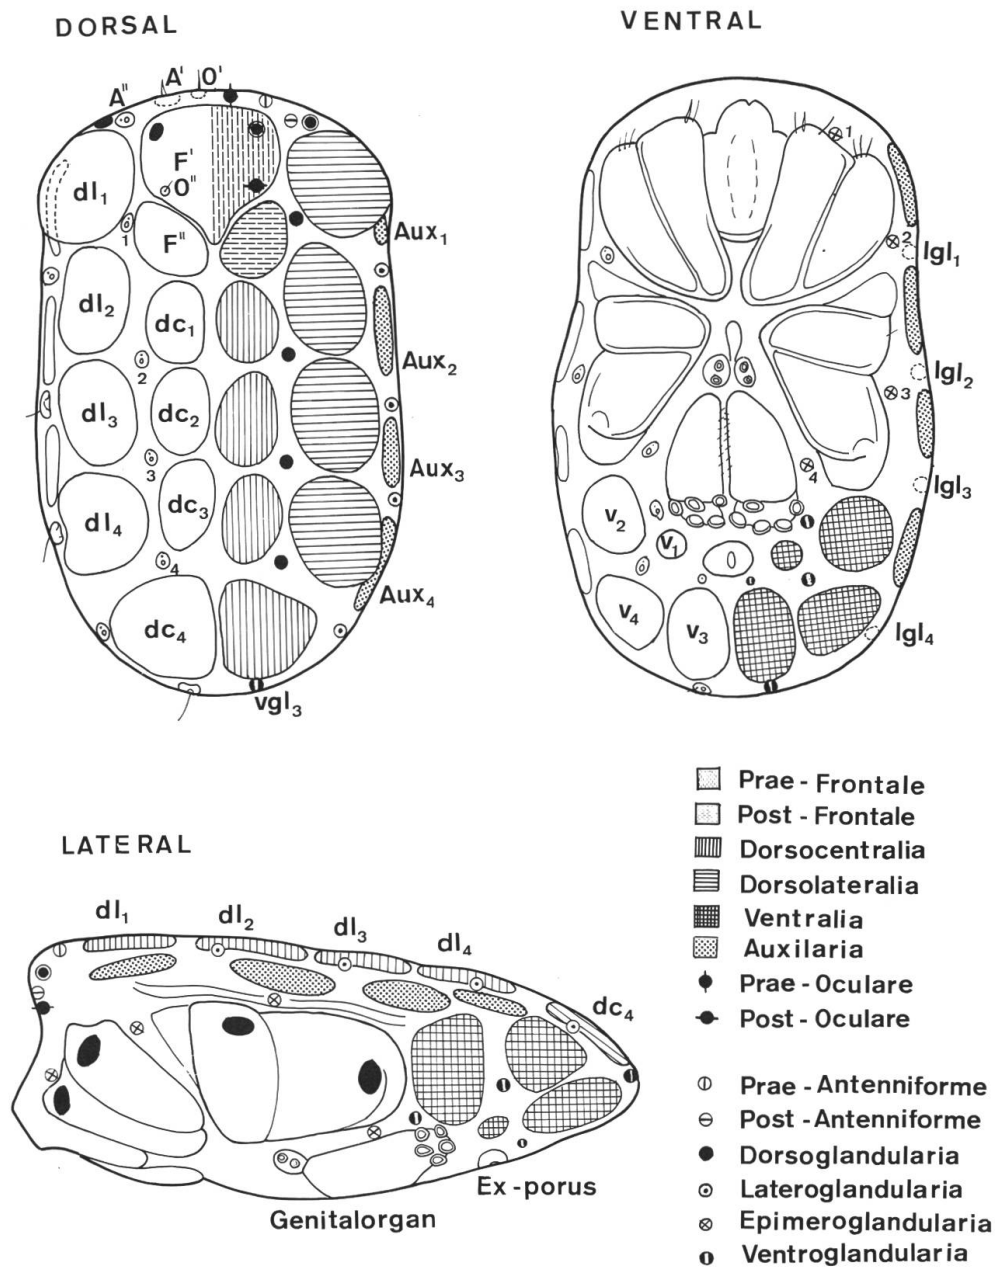 DORSAL
VENTRAL
A' O'
A"
F'
O"
dl₁
1
F"
Aux₁
dl₂
dc₁
2
Aux₂
dl₃
dc₂
3
Aux₃
dl₄
dc₃
4
Aux₄
dc₄
vgl₃
1
2
lgl₁
lgl₂
3
4
lgl₃
v₂
v₁
v₄
v₃
lgl₄
LATERAL
dl₁
dl₂
dl₃
dl₄
dc₄
Ex-porus
Genitalorgan
Prae - Frontale
Post - Frontale
Dorsocentralia
Dorsolateralia
Ventralia
Auxilaria
Prae - Oculare
Post - Oculare
Prae - Antenniforme
Post - Antenniforme
Dorsoglandularia
Lateroglandularia
Epimeroglandularia
Ventroglandularia